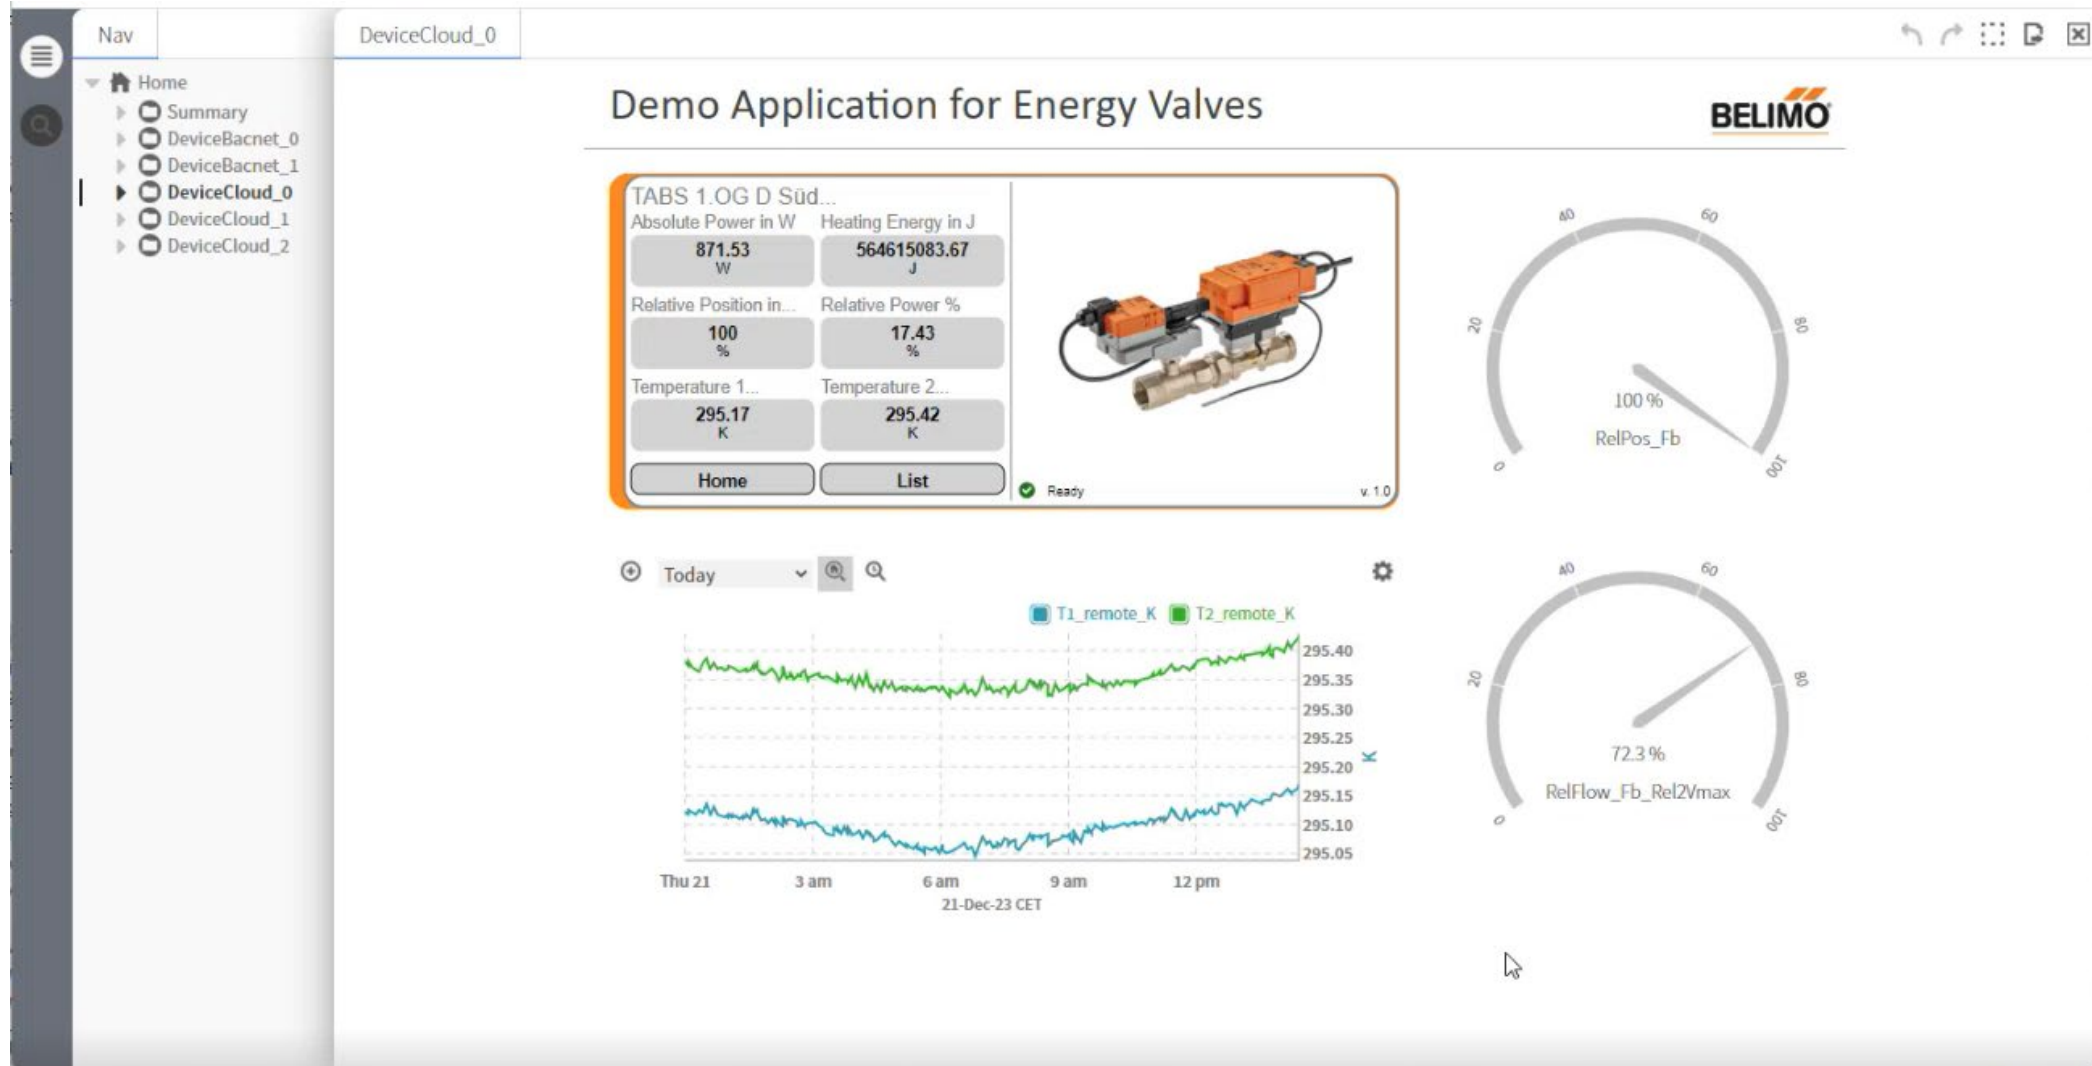 Nav
DeviceCloud_0
Home
Summary
DeviceBacnet_0
DeviceBacnet_1
DeviceCloud_0
DeviceCloud_1
DeviceCloud_2
Demo Application for Energy Valves
BELIMO
TABS 1.OG D Süd...
Absolute Power in W Heating Energy in J
871.53 564615083.67
W J
Relative Position in... Relative Power %
100 17.43
% %
Temperature 1... Temperature 2...
295.17 295.42
K K
Home List
Ready v. 1.0
0 20 40 60 80 100
100 %
RelPos_Fb
Today
T1_remote_K T2_remote_K
295.40
295.35
295.30
295.25
295.20
295.15
295.10
295.05
K
Thu 21 3 am 6 am 9 am 12 pm
21-Dec-23 CET
0 20 40 60 80 100
72.3 %
RelFlow_Fb_Rel2Vmax